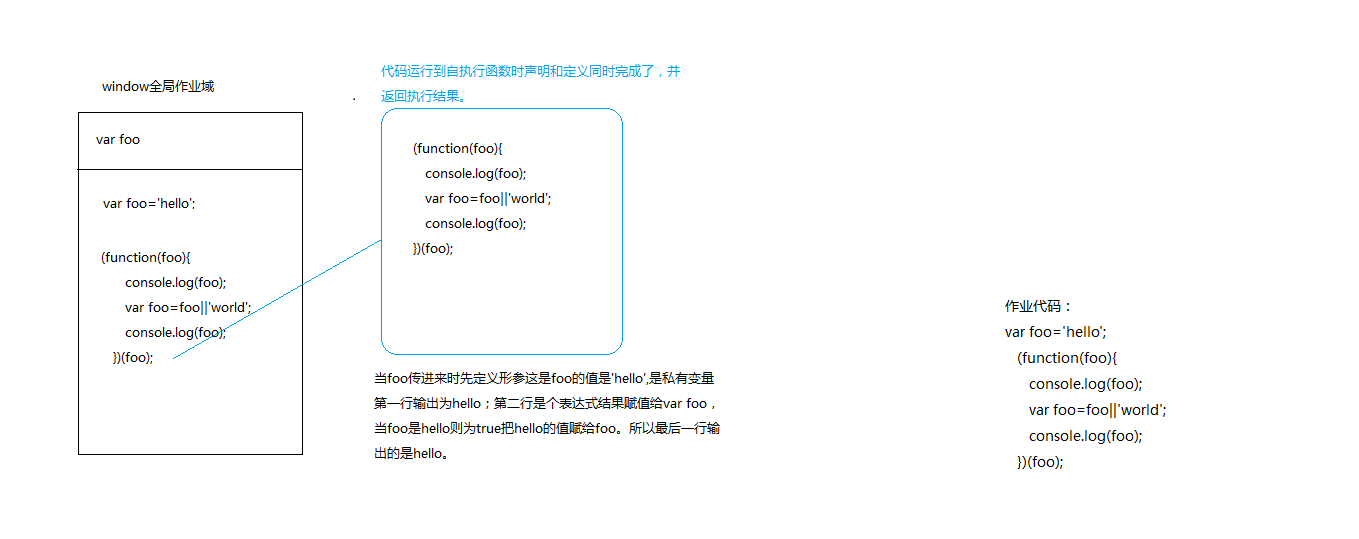 window全局作业域
var foo
var foo='hello';
(function(foo){
console.log(foo);
var foo=foo||'world';
console.log(foo);
})(foo);
代码运行到自执行函数时声明和定义同时完成了，并
返回执行结果。
(function(foo){
console.log(foo);
var foo=foo||'world';
console.log(foo);
})(foo);
当foo传进来时先定义形参这是foo的值是'hello',是私有变量
第一行输出为hello；第二行是个表达式结果赋值给var foo，
当foo是hello则为true把hello的值赋给foo。所以最后一行输
出的是hello。
作业代码：
var foo='hello';
(function(foo){
console.log(foo);
var foo=foo||'world';
console.log(foo);
})(foo);